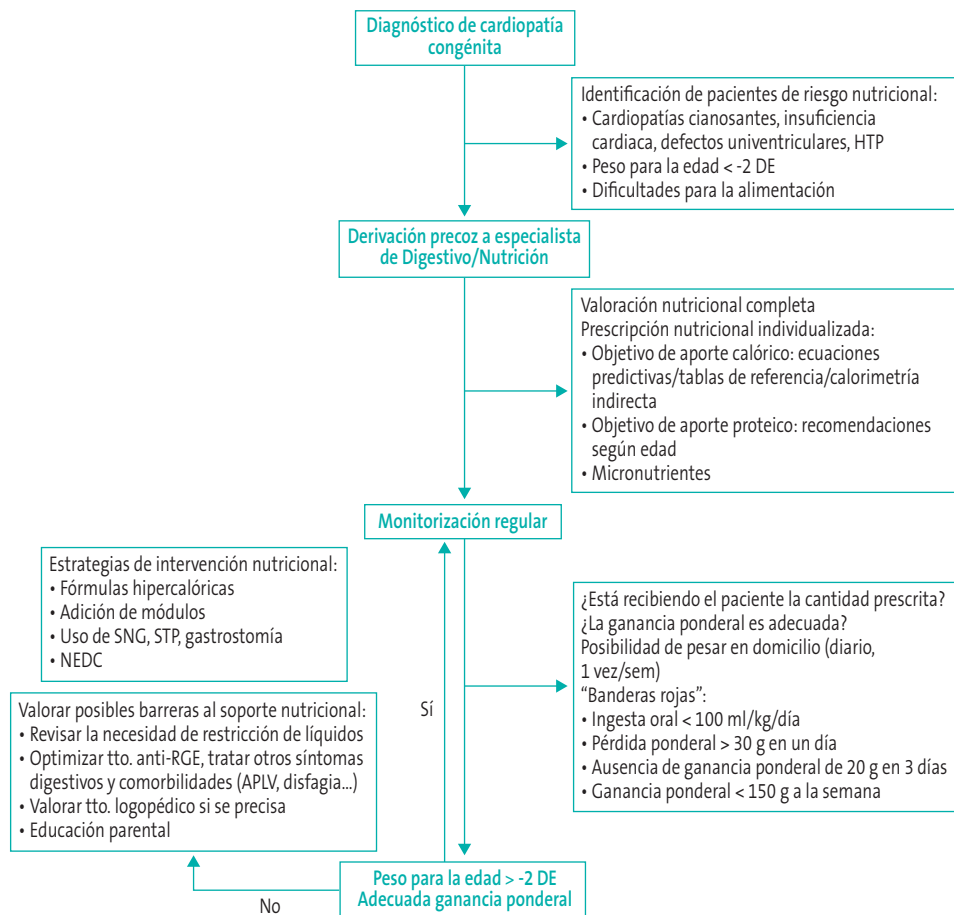 Diagnóstico de cardiopatía
congénita
Identificación de pacientes de riesgo nutricional:
• Cardiopatías cianosantes, insuficiencia
cardiaca, defectos univentriculares, HTP
• Peso para la edad < -2 DE
• Dificultades para la alimentación
Derivación precoz a especialista
de Digestivo/Nutrición
Valoración nutricional completa
Prescripción nutricional individualizada:
• Objetivo de aporte calórico: ecuaciones
predictivas/tablas de referencia/calorimetría
indirecta
• Objetivo de aporte proteico: recomendaciones
según edad
• Micronutrientes
Monitorización regular
Estrategias de intervención nutricional:
• Fórmulas hipercalóricas
• Adición de módulos
• Uso de SNG, STP, gastrostomía
• NEDC
¿Está recibiendo el paciente la cantidad prescrita?
¿La ganancia ponderal es adecuada?
Posibilidad de pesar en domicilio (diario,
1 vez/sem)
“Banderas rojas”:
• Ingesta oral < 100 ml/kg/día
• Pérdida ponderal > 30 g en un día
• Ausencia de ganancia ponderal de 20 g en 3 días
• Ganancia ponderal < 150 g a la semana
Valorar posibles barreras al soporte nutricional:
• Revisar la necesidad de restricción de líquidos
• Optimizar tto. anti-RGE, tratar otros síntomas
digestivos y comorbilidades (APLV, disfagia...)
• Valorar tto. logopédico si se precisa
• Educación parental
Sí
Peso para la edad > -2 DE
Adecuada ganancia ponderal
No